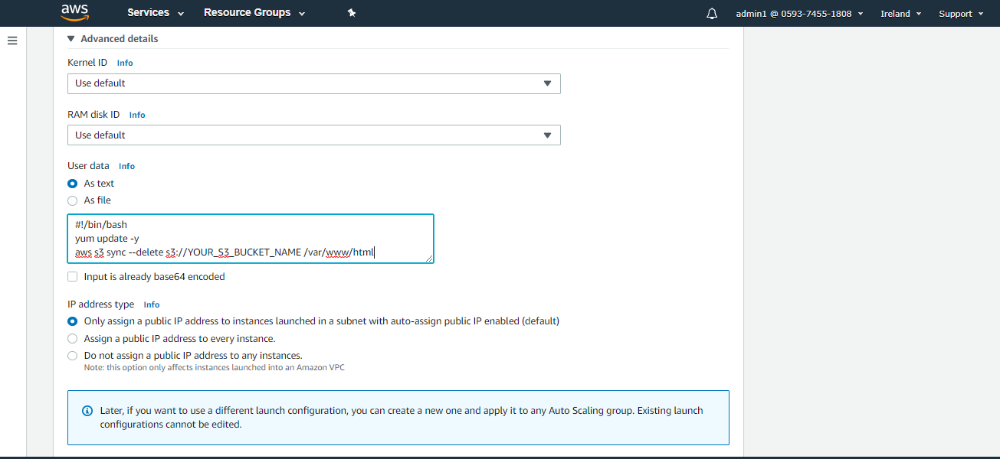 aws Services Resource Groups admin1 @ 0593-7455-1808 Ireland Support
Advanced details
Kernel ID Info
Use default
RAM disk ID Info
Use default
User data Info
As text
As file
#!/bin/bash
yum update -y
aws s3 sync --delete s3://YOUR_S3_BUCKET_NAME /var/www/html
Input is already base64 encoded
IP address type Info
Only assign a public IP address to instances launched in a subnet with auto-assign public IP enabled (default)
Assign a public IP address to every instance.
Do not assign a public IP address to any instances.
Note: this option only affects instances launched into an Amazon VPC
Later, if you want to use a different launch configuration, you can create a new one and apply it to any Auto Scaling group. Existing launch
configurations cannot be edited.